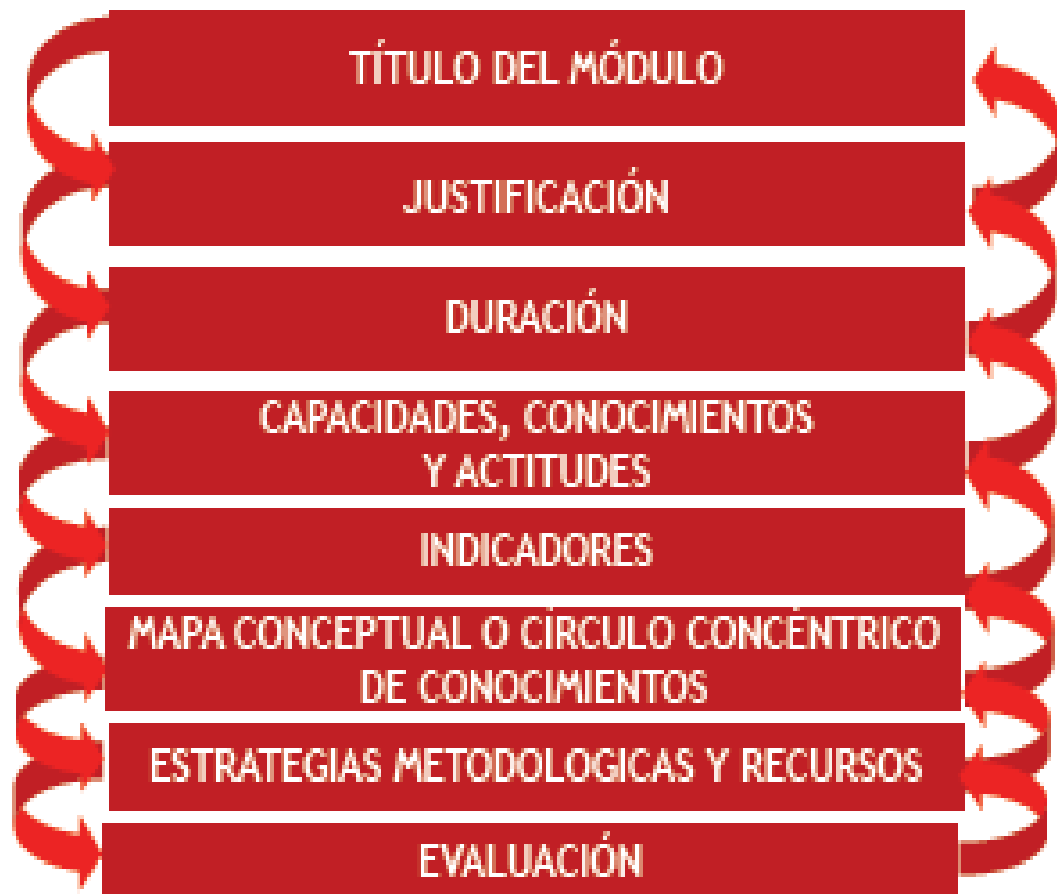 TÍTULO DEL MÓDULO
JUSTIFICACIÓN
DURACIÓN
CAPACIDADES, CONOCIMIENTOS
Y ACTITUDES
INDICADORES
MAPA CONCEPTUAL O CÍRCULO CONCÉNTRICO
DE CONOCIMIENTOS
ESTRATEGIAS METODOLOGICAS Y RECURSOS
EVALUACIÓN